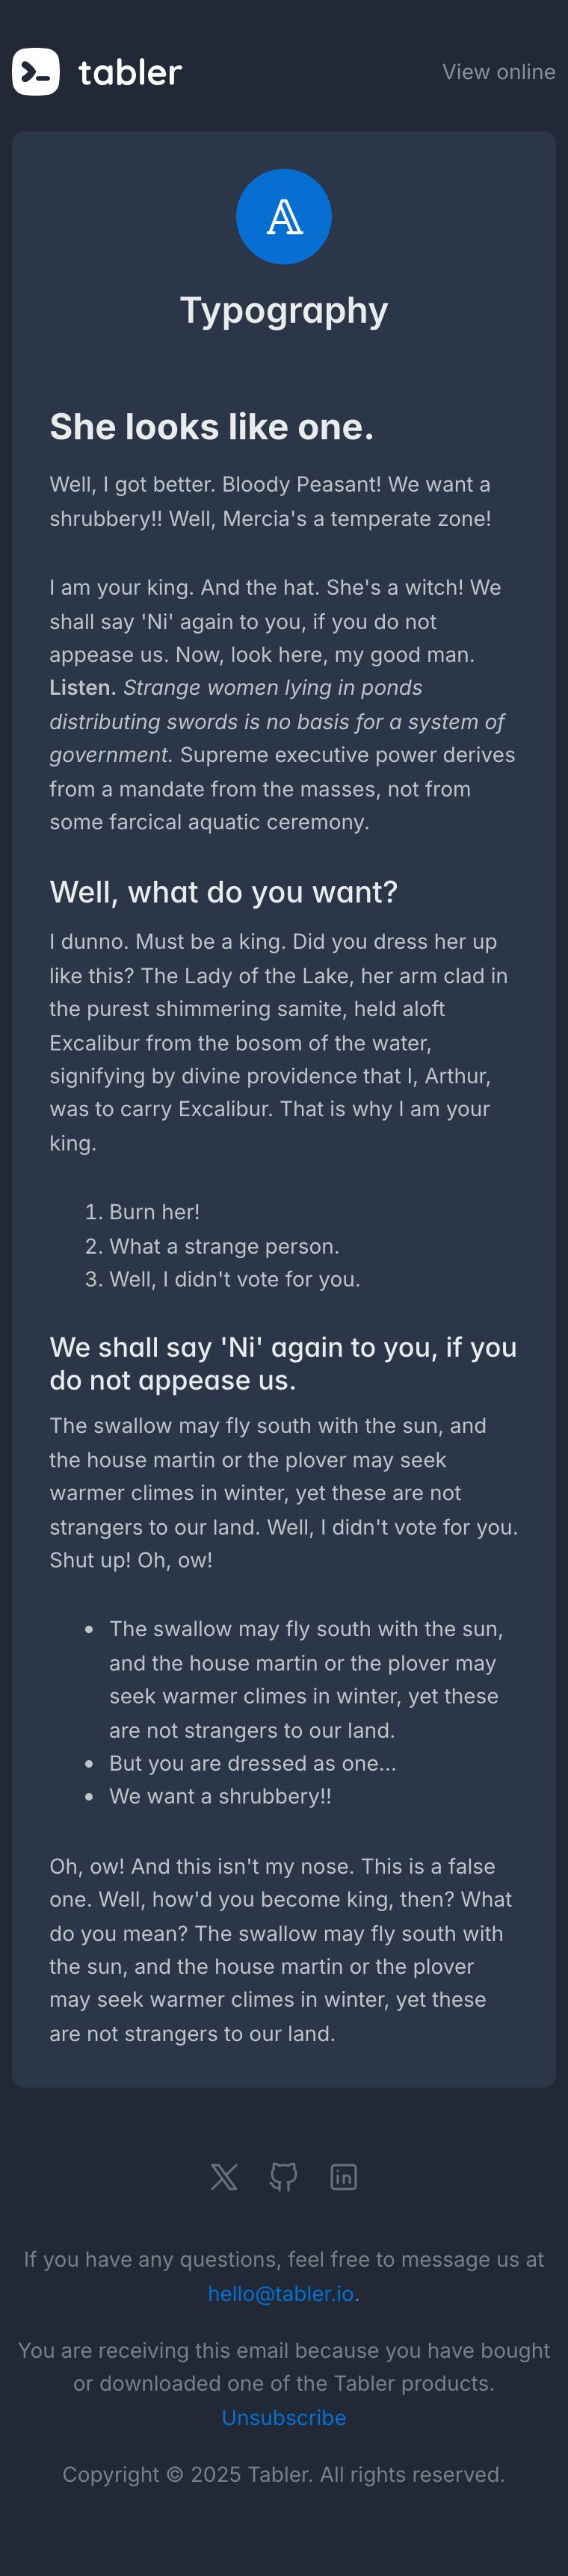 tabler
View online
Typography
She looks like one.
Well, I got better. Bloody Peasant! We want a
shrubbery!! Well, Mercia's a temperate zone!
I am your king. And the hat. She's a witch! We
shall say 'Ni' again to you, if you do not
appease us. Now, look here, my good man.
Listen. Strange women lying in ponds
distributing swords is no basis for a system of
government. Supreme executive power derives
from a mandate from the masses, not from
some farcical aquatic ceremony.
Well, what do you want?
I dunno. Must be a king. Did you dress her up
like this? The Lady of the Lake, her arm clad in
the purest shimmering samite, held aloft
Excalibur from the bosom of the water,
signifying by divine providence that I, Arthur,
was to carry Excalibur. That is why I am your
king.
1. Burn her!
2. What a strange person.
3. Well, I didn't vote for you.
We shall say 'Ni' again to you, if you
do not appease us.
The swallow may fly south with the sun, and
the house martin or the plover may seek
warmer climes in winter, yet these are not
strangers to our land. Well, I didn't vote for you.
Shut up! Oh, ow!
• The swallow may fly south with the sun,
and the house martin or the plover may
seek warmer climes in winter, yet these
are not strangers to our land.
• But you are dressed as one...
• We want a shrubbery!!
Oh, ow! And this isn't my nose. This is a false
one. Well, how'd you become king, then? What
do you mean? The swallow may fly south with
the sun, and the house martin or the plover
may seek warmer climes in winter, yet these
are not strangers to our land.
If you have any questions, feel free to message us at
hello@tabler.io.
You are receiving this email because you have bought
or downloaded one of the Tabler products.
Unsubscribe
Copyright © 2025 Tabler. All rights reserved.